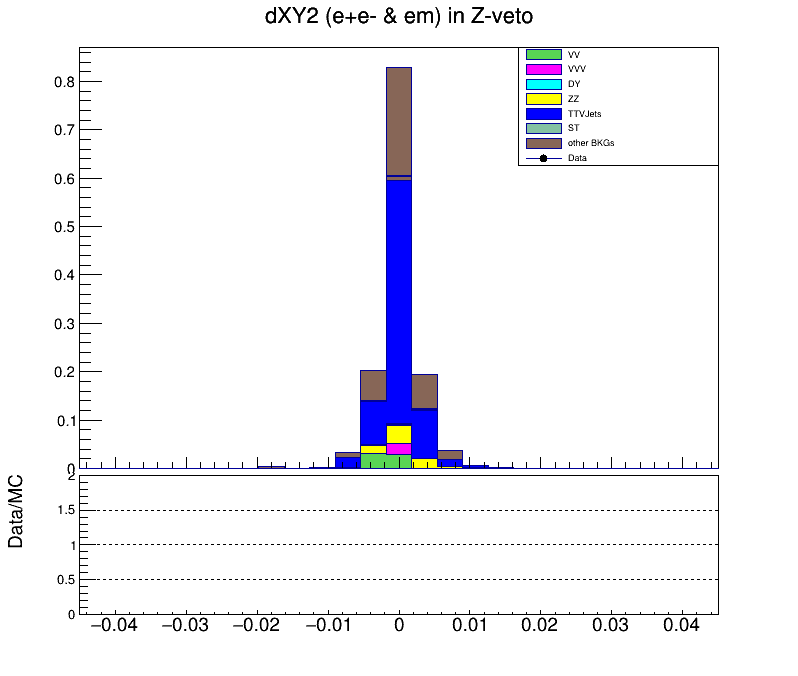 dXY2 (e+e- & em) in Z-veto
VV
VVV
DY
ZZ
TTVJets
ST
other BKGs
Data
0.8
0.7
0.6
0.5
0.4
0.3
0.2
0.1
0
Data/MC
2
1.5
1
0.5
0
−0.04 −0.03 −0.02 −0.01 0 0.01 0.02 0.03 0.04